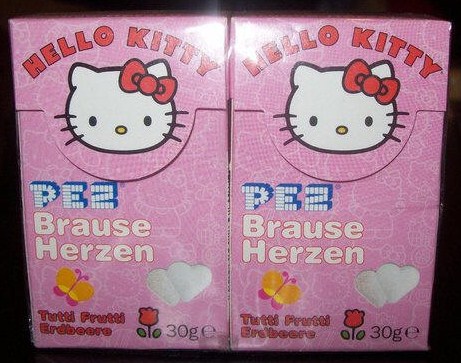 HELLO KITTY
PEZ
Brause
Herzen
Tutti Frutti
Erdbeere
30g e
HELLO KITTY
PEZ
Brause
Herzen
Tutti Frutti
Erdbeere
30g e